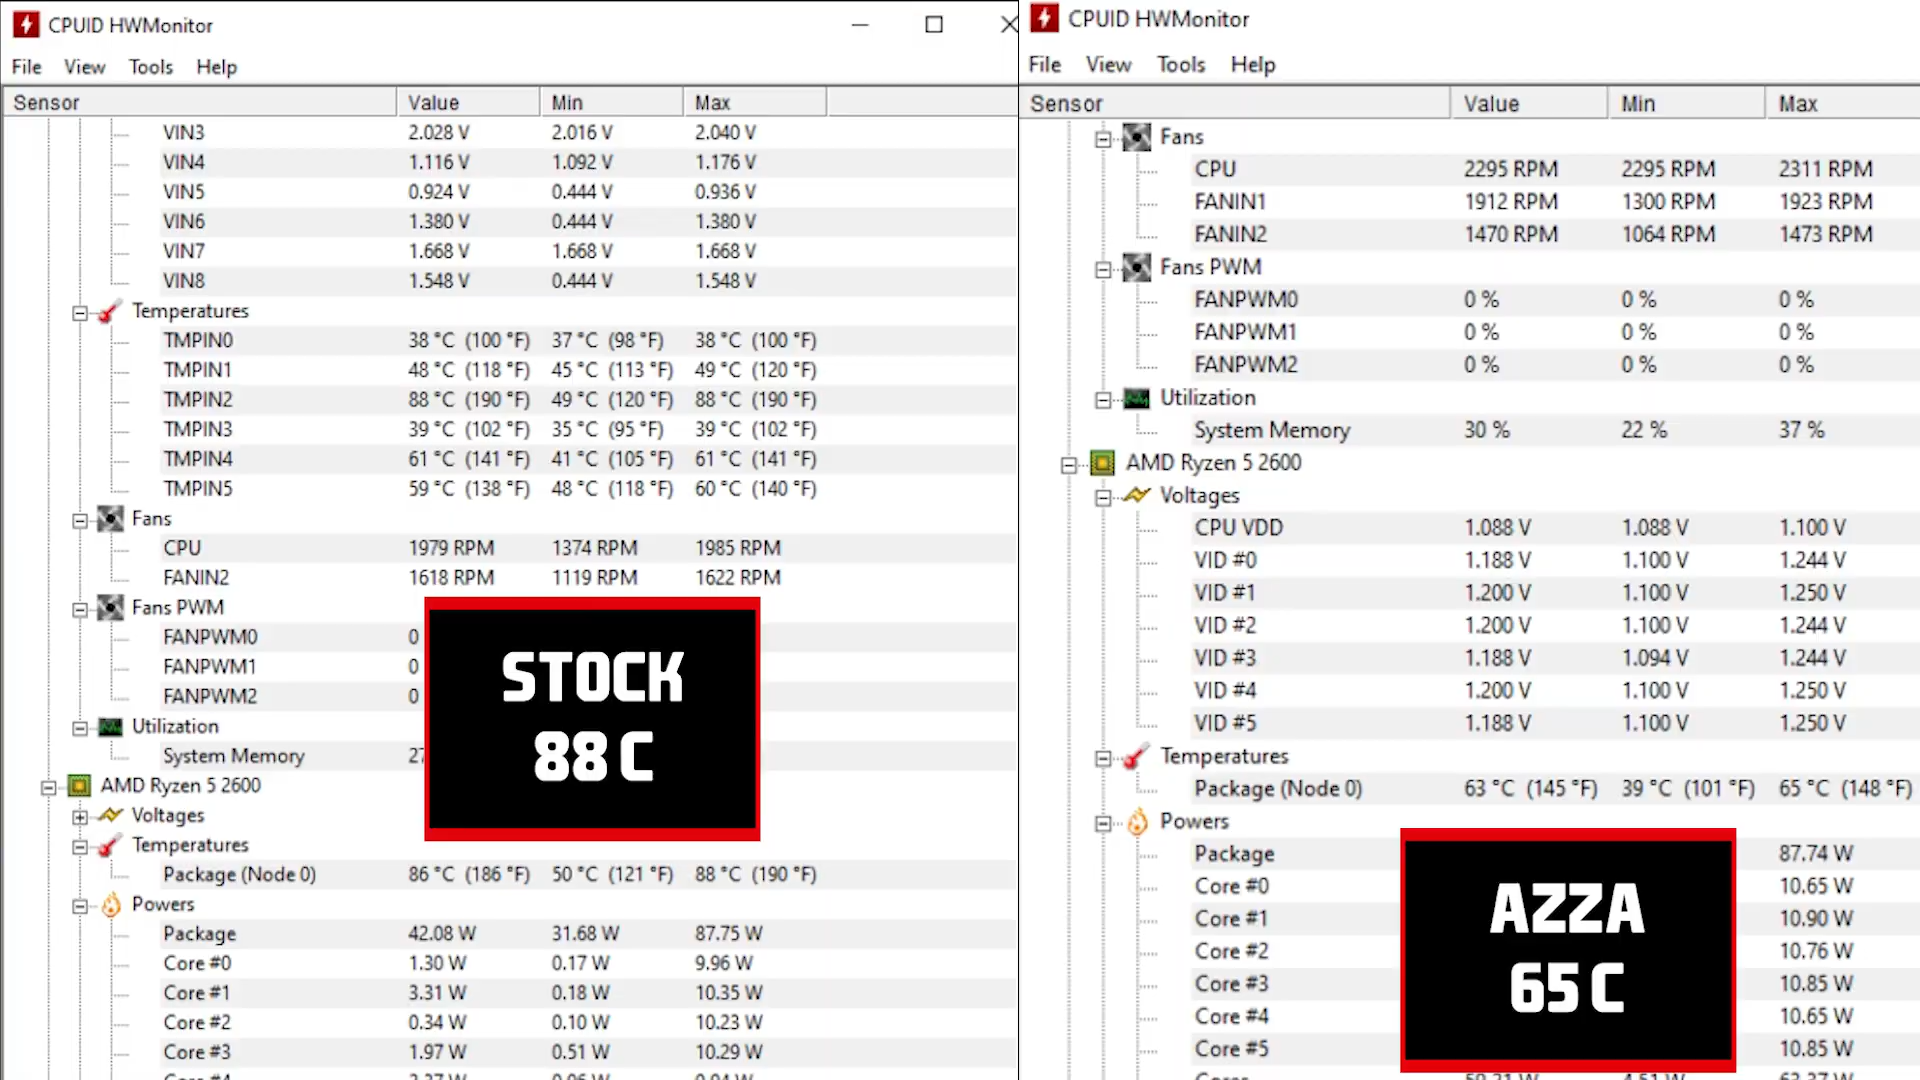 CPUID HWMonitor
File View Tools Help
Sensor Value Min Max
VIN3 2.028 V 2.016 V 2.040 V
VIN4 1.116 V 1.092 V 1.176 V
VIN5 0.924 V 0.444 V 0.936 V
VIN6 1.380 V 0.444 V 1.380 V
VIN7 1.668 V 1.668 V 1.668 V
VIN8 1.548 V 0.444 V 1.548 V
Temperatures
TMPIN0 38 °C (100 °F) 37 °C (98 °F) 38 °C (100 °F)
TMPIN1 48 °C (118 °F) 45 °C (113 °F) 49 °C (120 °F)
TMPIN2 88 °C (190 °F) 49 °C (120 °F) 88 °C (190 °F)
TMPIN3 39 °C (102 °F) 35 °C (95 °F) 39 °C (102 °F)
TMPIN4 61 °C (141 °F) 41 °C (105 °F) 61 °C (141 °F)
TMPIN5 59 °C (138 °F) 48 °C (118 °F) 60 °C (140 °F)
Fans
CPU 1979 RPM 1374 RPM 1985 RPM
FANIN2 1618 RPM 1119 RPM 1622 RPM
Fans PWM
FANPWM0 0
FANPWM1 0
FANPWM2 0
Utilization
System Memory 27
AMD Ryzen 5 2600
Voltages
Temperatures
Package (Node 0) 86 °C (186 °F) 50 °C (121 °F) 88 °C (190 °F)
Powers
Package 42.08 W 31.68 W 87.75 W
Core #0 1.30 W 0.17 W 9.96 W
Core #1 3.31 W 0.18 W 10.35 W
Core #2 0.34 W 0.10 W 10.23 W
Core #3 1.97 W 0.51 W 10.29 W
STOCK
88 C
CPUID HWMonitor
File View Tools Help
Sensor Value Min Max
Fans
CPU 2295 RPM 2295 RPM 2311 RPM
FANIN1 1912 RPM 1300 RPM 1923 RPM
FANIN2 1470 RPM 1064 RPM 1473 RPM
Fans PWM
FANPWM0 0 % 0 % 0 %
FANPWM1 0 % 0 % 0 %
FANPWM2 0 % 0 % 0 %
Utilization
System Memory 30 % 22 % 37 %
AMD Ryzen 5 2600
Voltages
CPU VDD 1.088 V 1.088 V 1.100 V
VID #0 1.188 V 1.100 V 1.244 V
VID #1 1.200 V 1.100 V 1.250 V
VID #2 1.200 V 1.100 V 1.244 V
VID #3 1.188 V 1.094 V 1.244 V
VID #4 1.200 V 1.100 V 1.250 V
VID #5 1.188 V 1.100 V 1.250 V
Temperatures
Package (Node 0) 63 °C (145 °F) 39 °C (101 °F) 65 °C (148 °F)
Powers
Package 87.74 W
Core #0 10.65 W
Core #1 10.90 W
Core #2 10.76 W
Core #3 10.85 W
Core #4 10.65 W
Core #5 10.85 W
AZZA
65 C